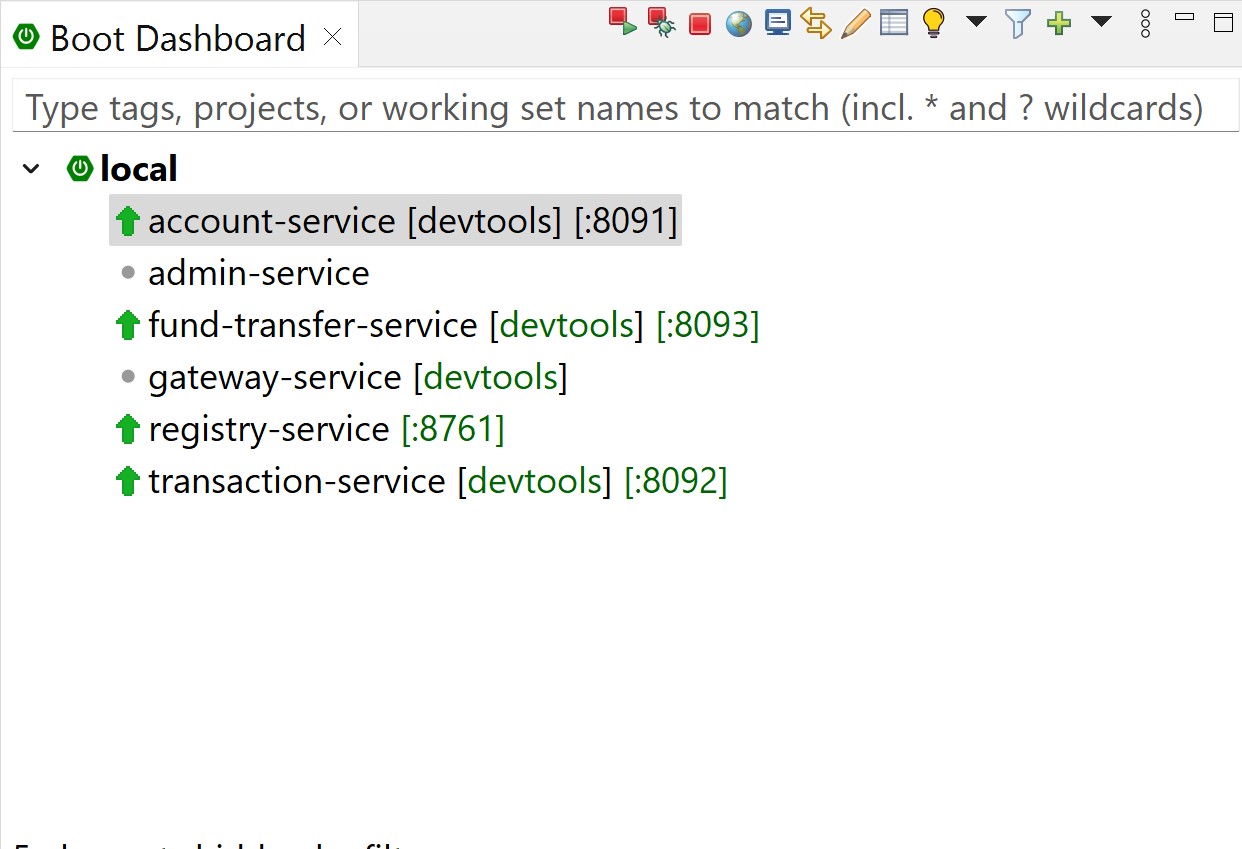 Boot Dashboard
Type tags, projects, or working set names to match (incl. * and ? wildcards)
local
account-service [devtools] [:8091]
admin-service
fund-transfer-service [devtools] [:8093]
gateway-service [devtools]
registry-service [:8761]
transaction-service [devtools] [:8092]